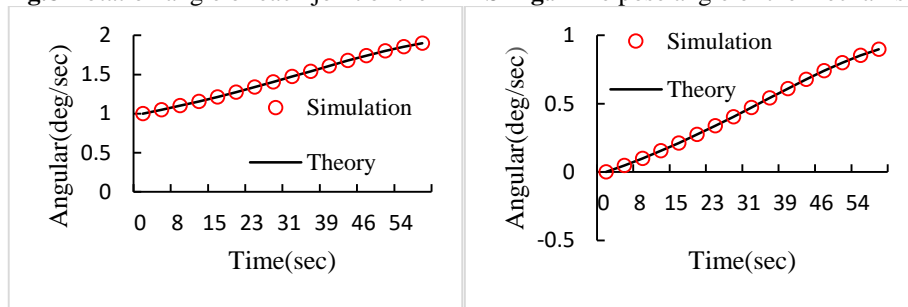 2
1.5
1
0.5
0
0 8 15 23 31 39 46 54
Angular(deg/sec)
Time(sec)
Simulation
Theory
1
0.5
0
-0.5
0 8 15 23 31 39 46 54
Angular(deg/sec)
Time(sec)
Simulation
Theory